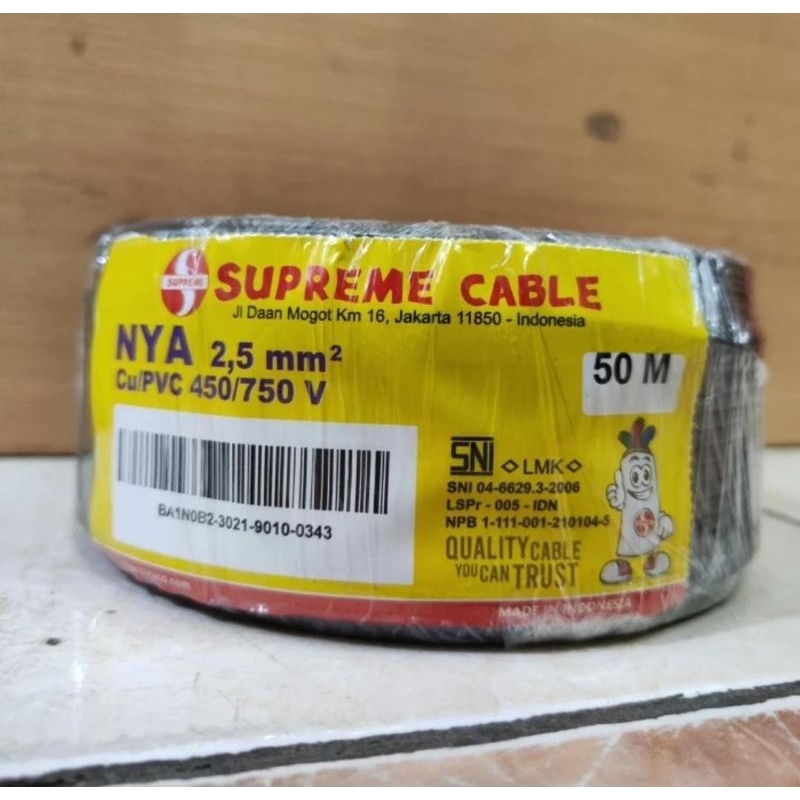 SUPREME
SUPREME CABLE
Jl Daan Mogot Km 16, Jakarta 11850 - Indonesia
NYA 2,5 mm²
Cu/PVC 450/750 V
50 M
BA1N0B2-3021-9010-0343
SNI LMK
SNI 04-6629.3-2006
LSPr - 005 - IDN
NPB 1-111-001-210104-5
QUALITY CABLE
YOU CAN TRUST
MADE IN INDONESIA